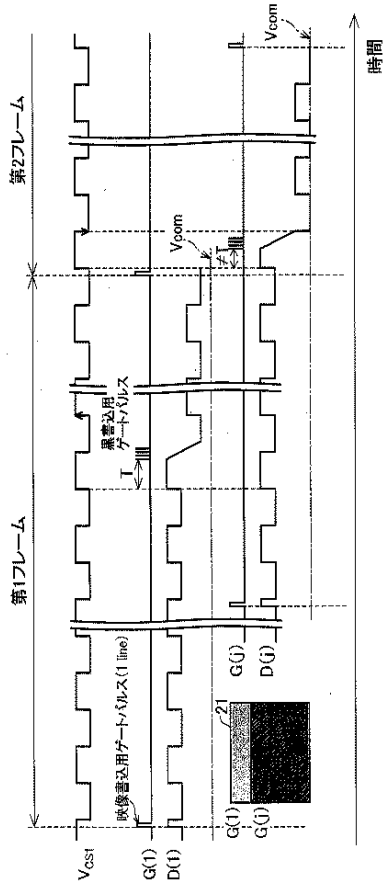 第1フレーム
第2フレーム
Vcst
映像書込用ゲートパルス(1 line)
黒書込用
ゲートパルス
T
G(1)
D(1)
Vcom
≠T
G(j)
D(j)
Vcom
21
G(1)
G(j)
時間